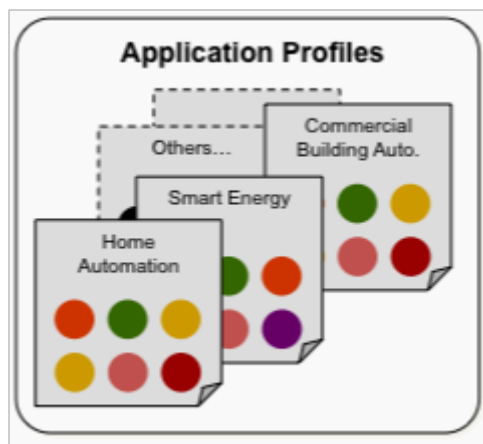 Application Profiles
Commercial
Building Auto.
Others...
Smart Energy
Home
Automation